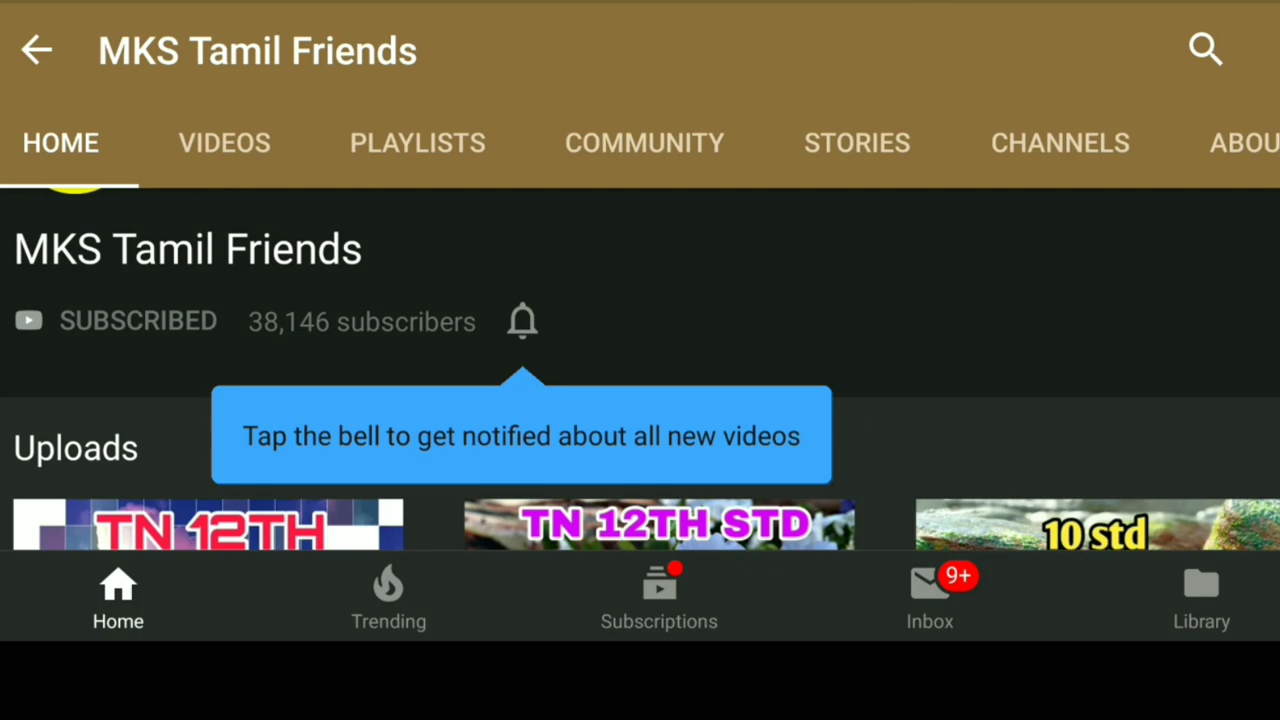 MKS Tamil Friends
HOME VIDEOS PLAYLISTS COMMUNITY STORIES CHANNELS ABOU
MKS Tamil Friends
SUBSCRIBED 38,146 subscribers
Tap the bell to get notified about all new videos
Uploads
TN 12TH TN 12TH STD 10 std
9+
Home Trending Subscriptions Inbox Library